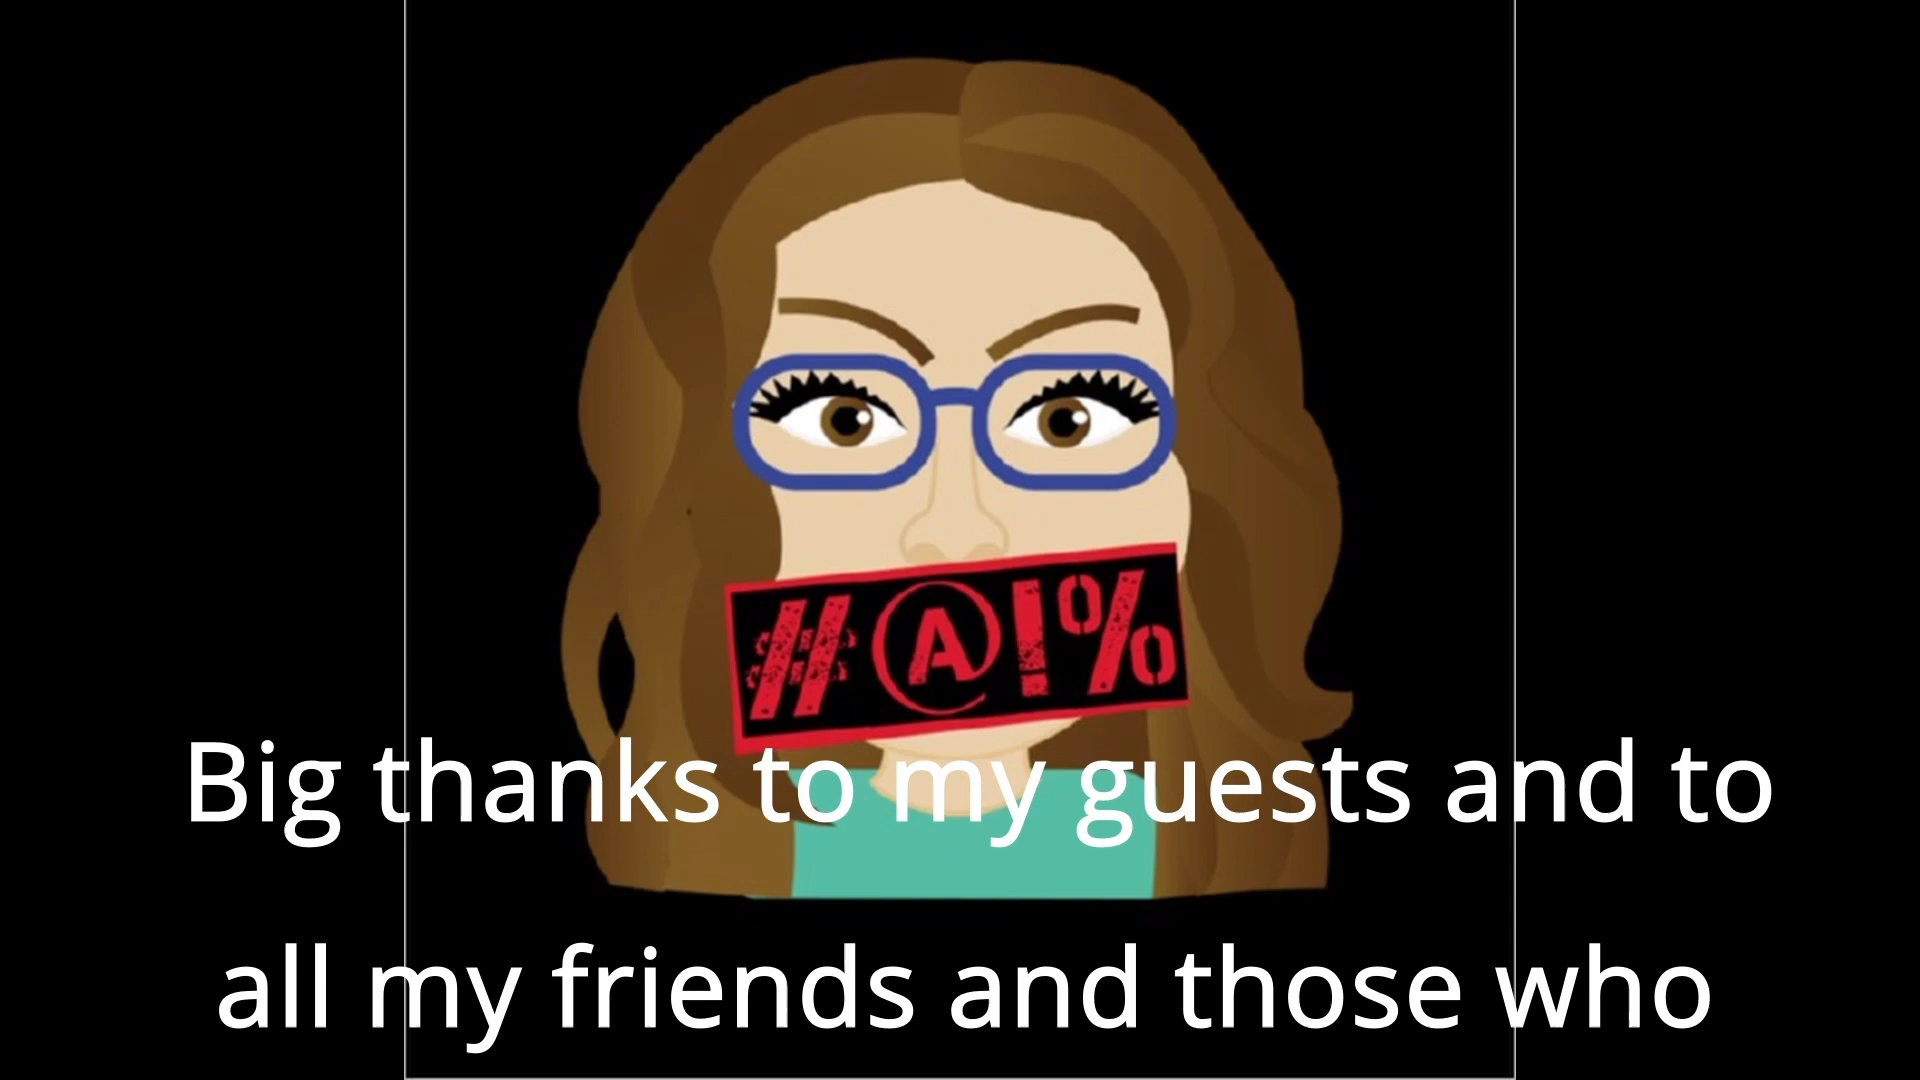 #@!%
Big thanks to my guests and to
all my friends and those who